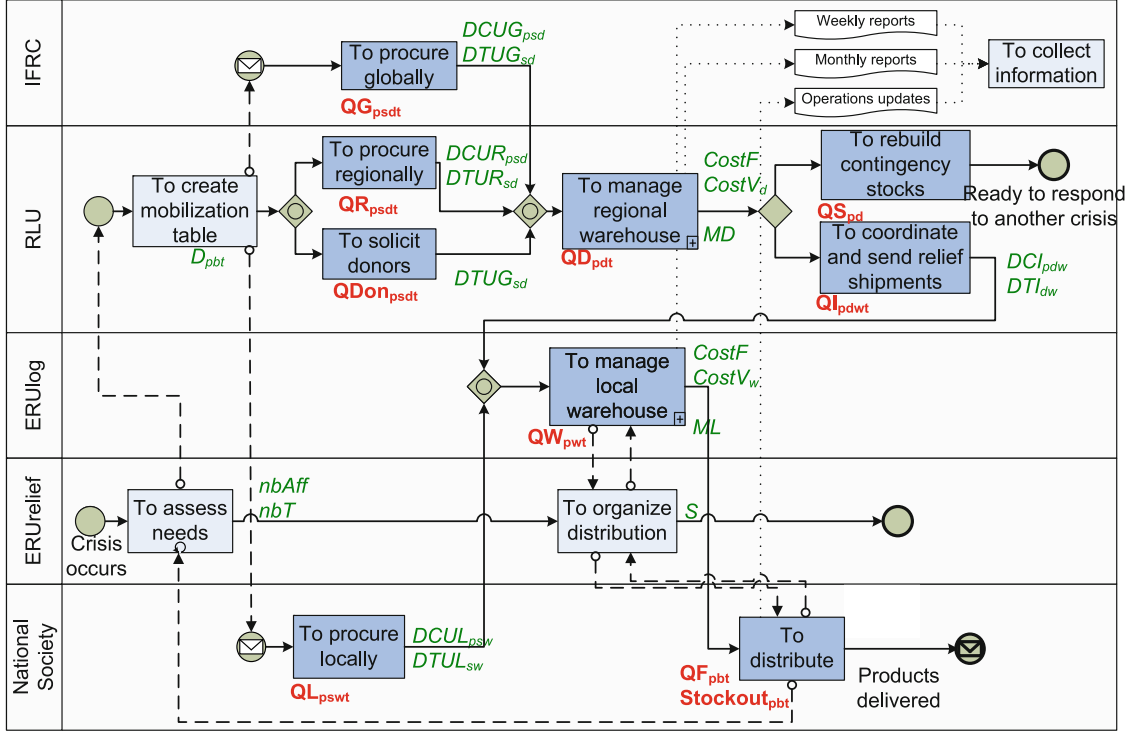 IFRC
DCUG_psd
DTUG_sd
To procure
globally
QG_psdt
Weekly reports
Monthly reports
Operations updates
To collect
information
RLU
To create
mobilization
table
D_pbt
To procure
regionally
QR_psdt
DCUR_psd
DTUR_sd
To solicit
donors
QDon_psdt
DTUG_sd
To manage
regional
warehouse
+
QD_pdt
CostF
CostV_d
MD
To rebuild
contingency
stocks
QS_pd
Ready to respond
to another crisis
To coordinate
and send relief
shipments
QI_pdwt
DCI_pdw
DTI_dw
ERUlog
To manage
local
warehouse
+
QW_pwt
CostF
CostV_w
ML
ERUrelief
Crisis
occurs
To assess
needs
nbAff
nbT
To organize
distribution
S
National
Society
To procure
locally
QL_pswt
DCUL_psw
DTUL_sw
To
distribute
QF_pbt
Stockout_pbt
Products
delivered